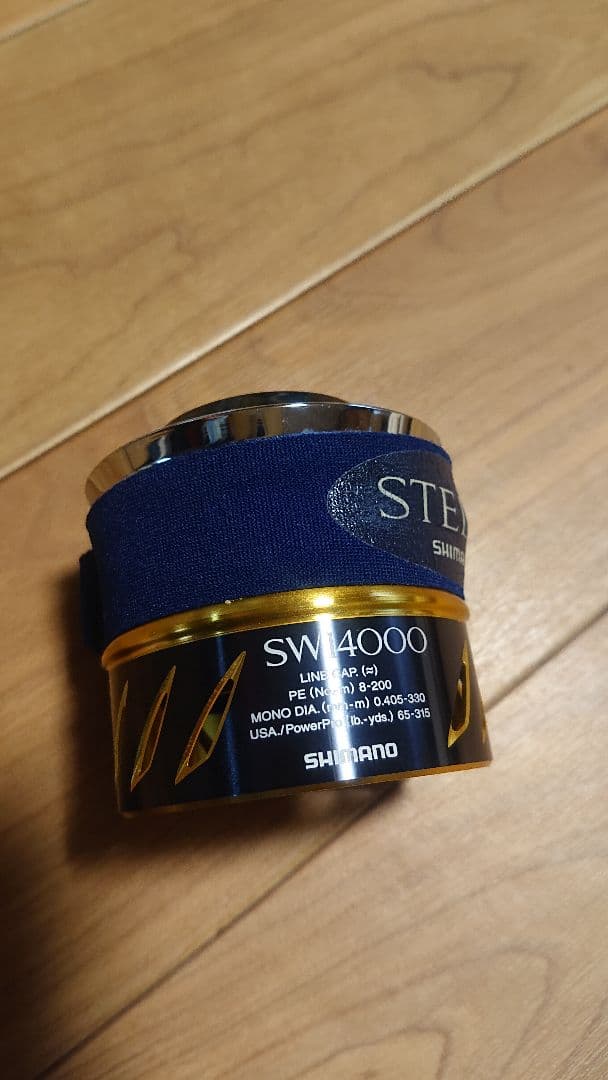 STE
SHIMA
SW14000
LINE CAP. (≈)
PE (No.-m) 8-200
MONO DIA. (mm-m) 0.405-330
USA./PowerPro (lb.-yds.) 65-315
SHIMANO